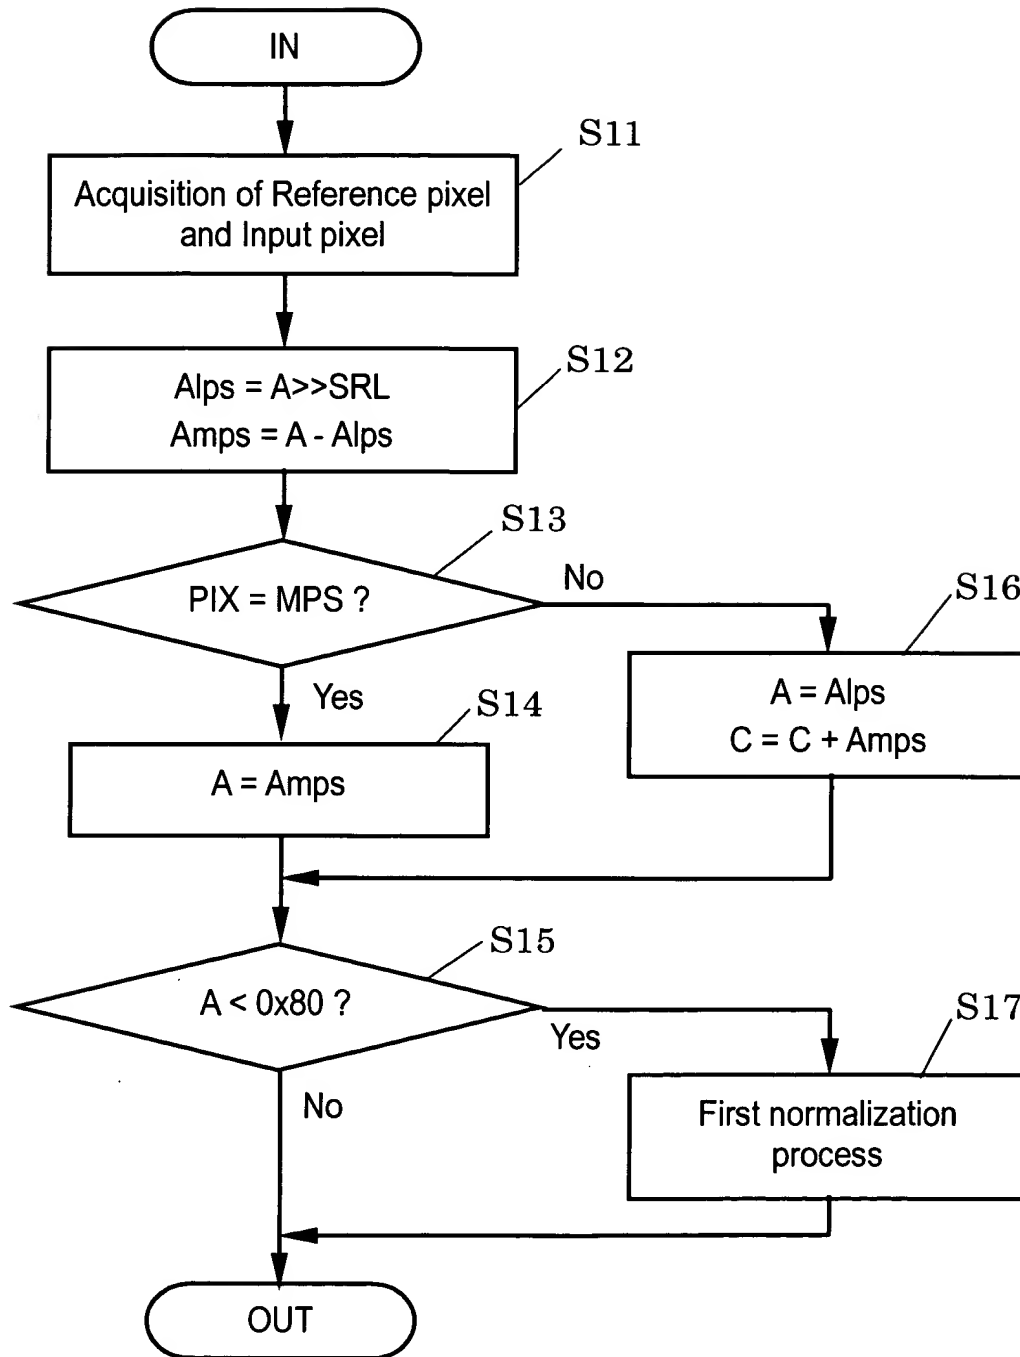 IN
S11
Acquisition of Reference pixel
and Input pixel
S12
Alps = A>>SRL
Amps = A - Alps
S13
PIX = MPS ?
No
Yes
S16
A = Alps
C = C + Amps
S14
A = Amps
S15
A < 0x80 ?
Yes
No
S17
First normalization
process
OUT